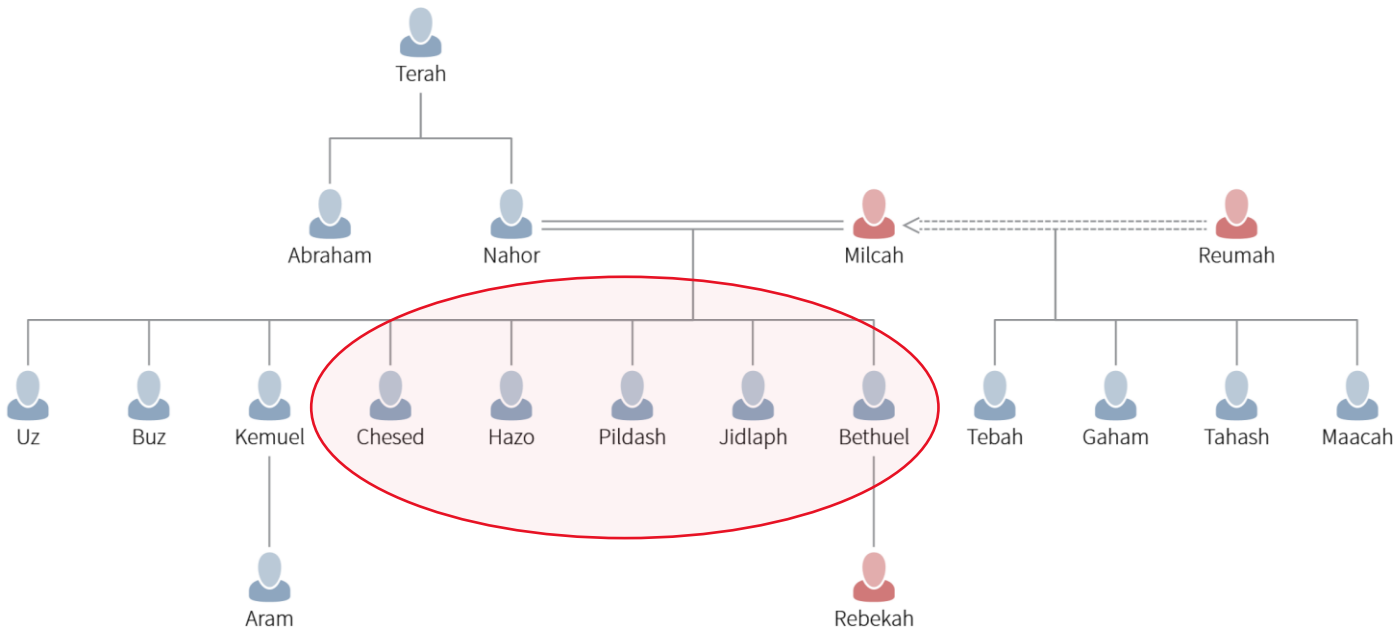 Terah
Abraham Nahor Milcah Reumah
Uz Buz Kemuel Chesed Hazo Pildash Jidlaph Bethuel Tebah Gaham Tahash Maacah
Aram Rebekah